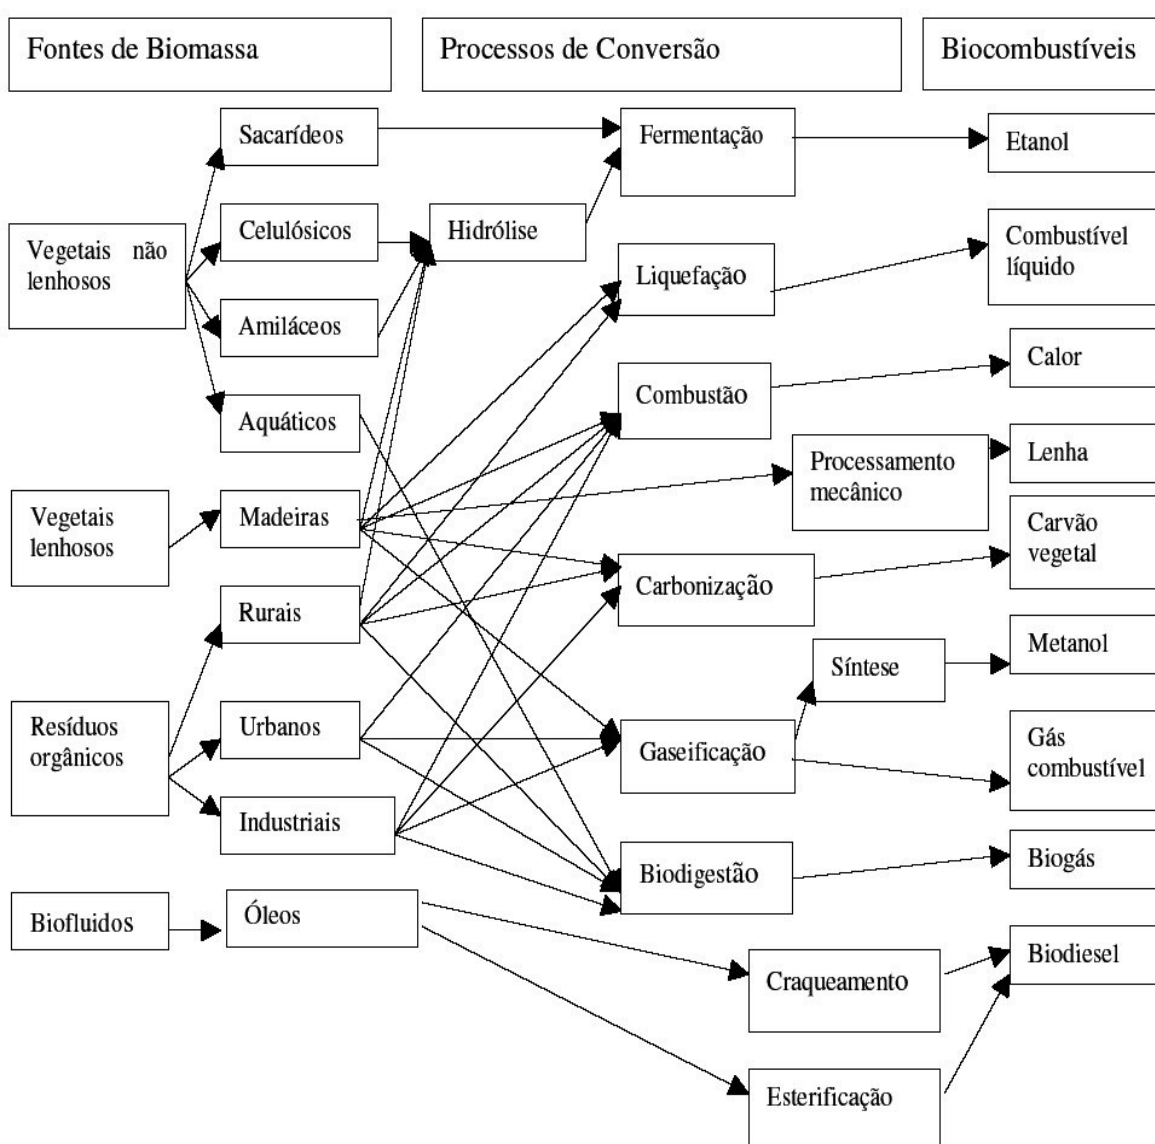 Fontes de Biomassa
Processos de Conversão
Biocombustíveis
Sacarídeos
Fermentação
Etanol
Vegetais não
lenhosos
Celulósicos
Hidrólise
Combustível
líquido
Liquefação
Amiláceos
Calor
Combustão
Aquáticos
Lenha
Processamento
mecânico
Vegetais
lenhosos
Madeiras
Carvão
vegetal
Carbonização
Rurais
Metanol
Síntese
Resíduos
orgânicos
Urbanos
Gaseificação
Gás
combustível
Industriais
Biodigestão
Biogás
Biofluidos
Óleos
Biodiesel
Craqueamento
Esterificação